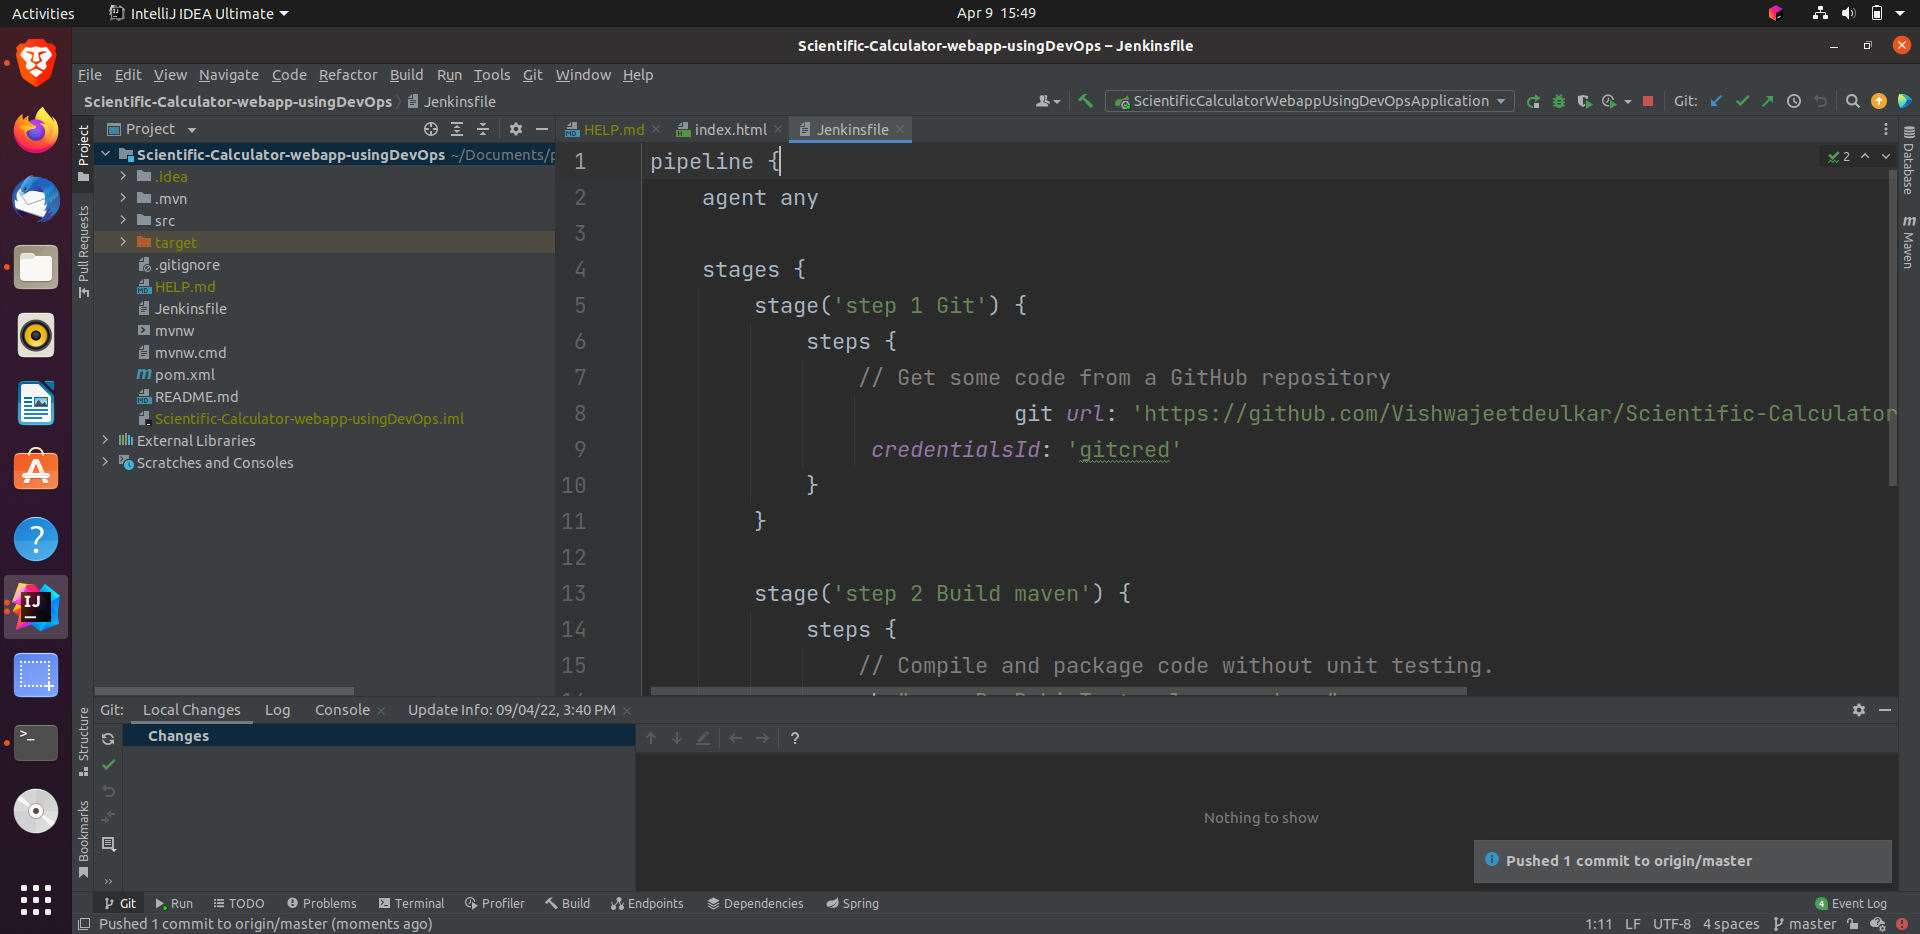 Activities
IntelliJ IDEA Ultimate
Apr 9 15:49
Scientific-Calculator-webapp-usingDevOps – Jenkinsfile
File Edit View Navigate Code Refactor Build Run Tools Git Window Help
Scientific-Calculator-webapp-usingDevOps
Jenkinsfile
ScientificCalculatorWebappUsingDevOpsApplication
Git:
Project
Project
Pull Requests
HELP.md
index.html
Jenkinsfile
Scientific-Calculator-webapp-usingDevOps ~/Documents/p
.idea
.mvn
src
target
.gitignore
HELP.md
Jenkinsfile
mvnw
mvnw.cmd
pom.xml
README.md
Scientific-Calculator-webapp-usingDevOps.iml
External Libraries
Scratches and Consoles
1 pipeline {
2 agent any
3
4 stages {
5 stage('step 1 Git') {
6 steps {
7 // Get some code from a GitHub repository
8 git url: 'https://github.com/Vishwajeetdeulkar/Scientific-Calculator
9 credentialsId: 'gitcred'
10 }
11 }
12
13 stage('step 2 Build maven') {
14 steps {
15 // Compile and package code without unit testing.
2
Database
Maven
Git: Local Changes Log Console Update Info: 09/04/22, 3:40 PM
Changes
?
Nothing to show
Pushed 1 commit to origin/master
Structure
Bookmarks
Git Run TODO Problems Terminal Profiler Build Endpoints Dependencies Spring
4 Event Log
Pushed 1 commit to origin/master (moments ago)
1:11 LF UTF-8 4 spaces master